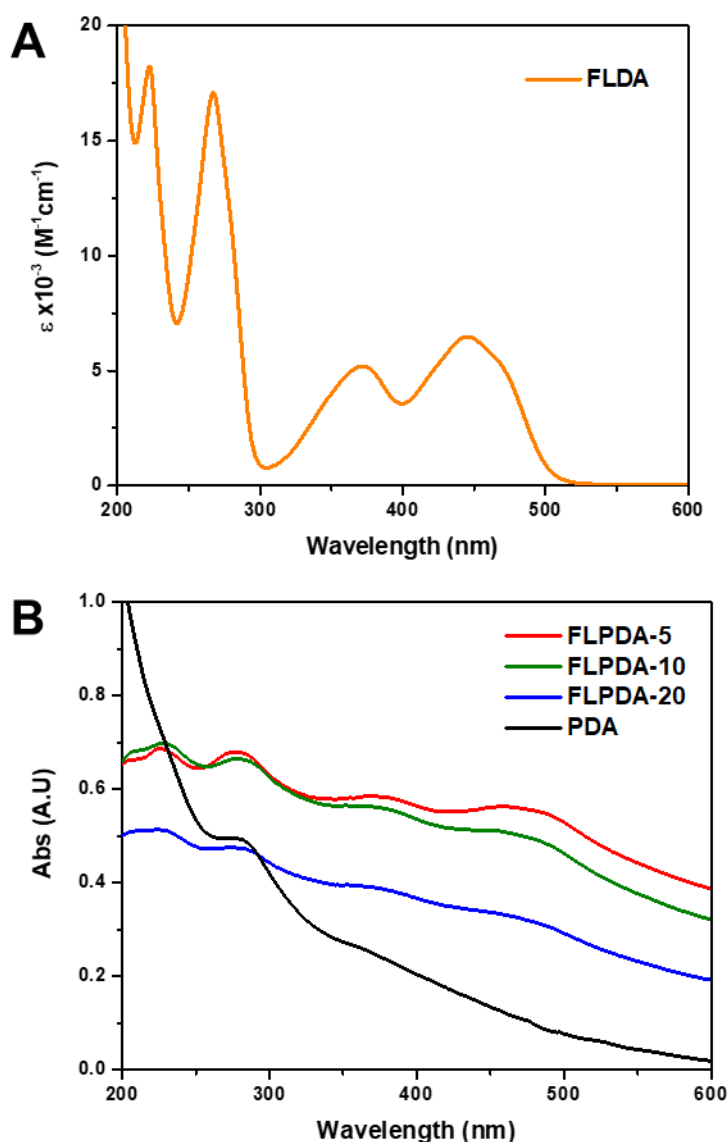 A
20
15
10
5
0
ε x10⁻³ (M⁻¹cm⁻¹)
FLDA
200 300 400 500 600
Wavelength (nm)
B
1.0
0.8
0.6
0.4
0.2
0.0
Abs (A.U)
FLPDA-5
FLPDA-10
FLPDA-20
PDA
200 300 400 500 600
Wavelength (nm)